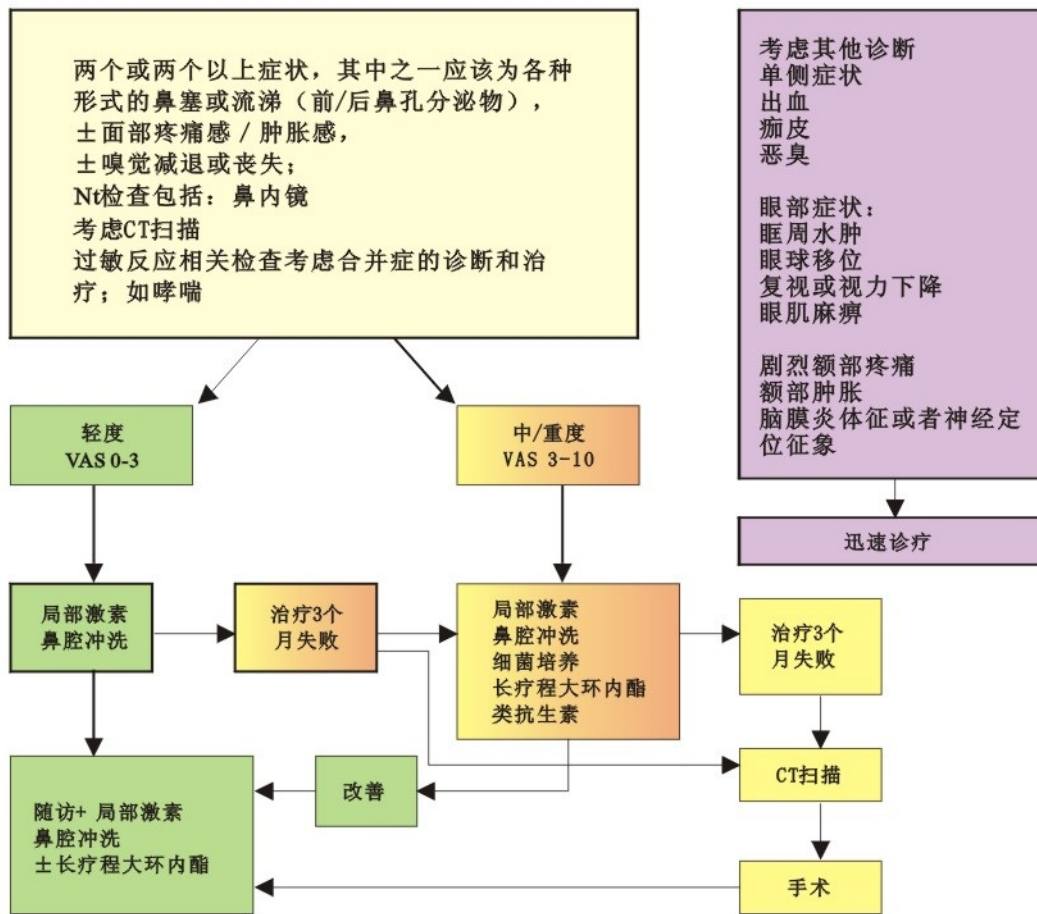 两个或两个以上症状，其中之一应该为各种
形式的鼻塞或流涕（前/后鼻孔分泌物），
±面部疼痛感 / 肿胀感，
±嗅觉减退或丧失；
Nt检查包括：鼻内镜
考虑CT扫描
过敏反应相关检查考虑合并症的诊断和治
疗；如哮喘
考虑其他诊断
单侧症状
出血
痂皮
恶臭
眼部症状：
眶周水肿
眼球移位
复视或视力下降
眼肌麻痹
剧烈额部疼痛
额部肿胀
脑膜炎体征或者神经定
位征象
迅速诊疗
轻度
VAS 0-3
中/重度
VAS 3-10
局部激素
鼻腔冲洗
治疗3个
月失败
局部激素
鼻腔冲洗
细菌培养
长疗程大环内酯
类抗生素
治疗3个
月失败
CT扫描
改善
随访+ 局部激素
鼻腔冲洗
士长疗程大环内酯
手术